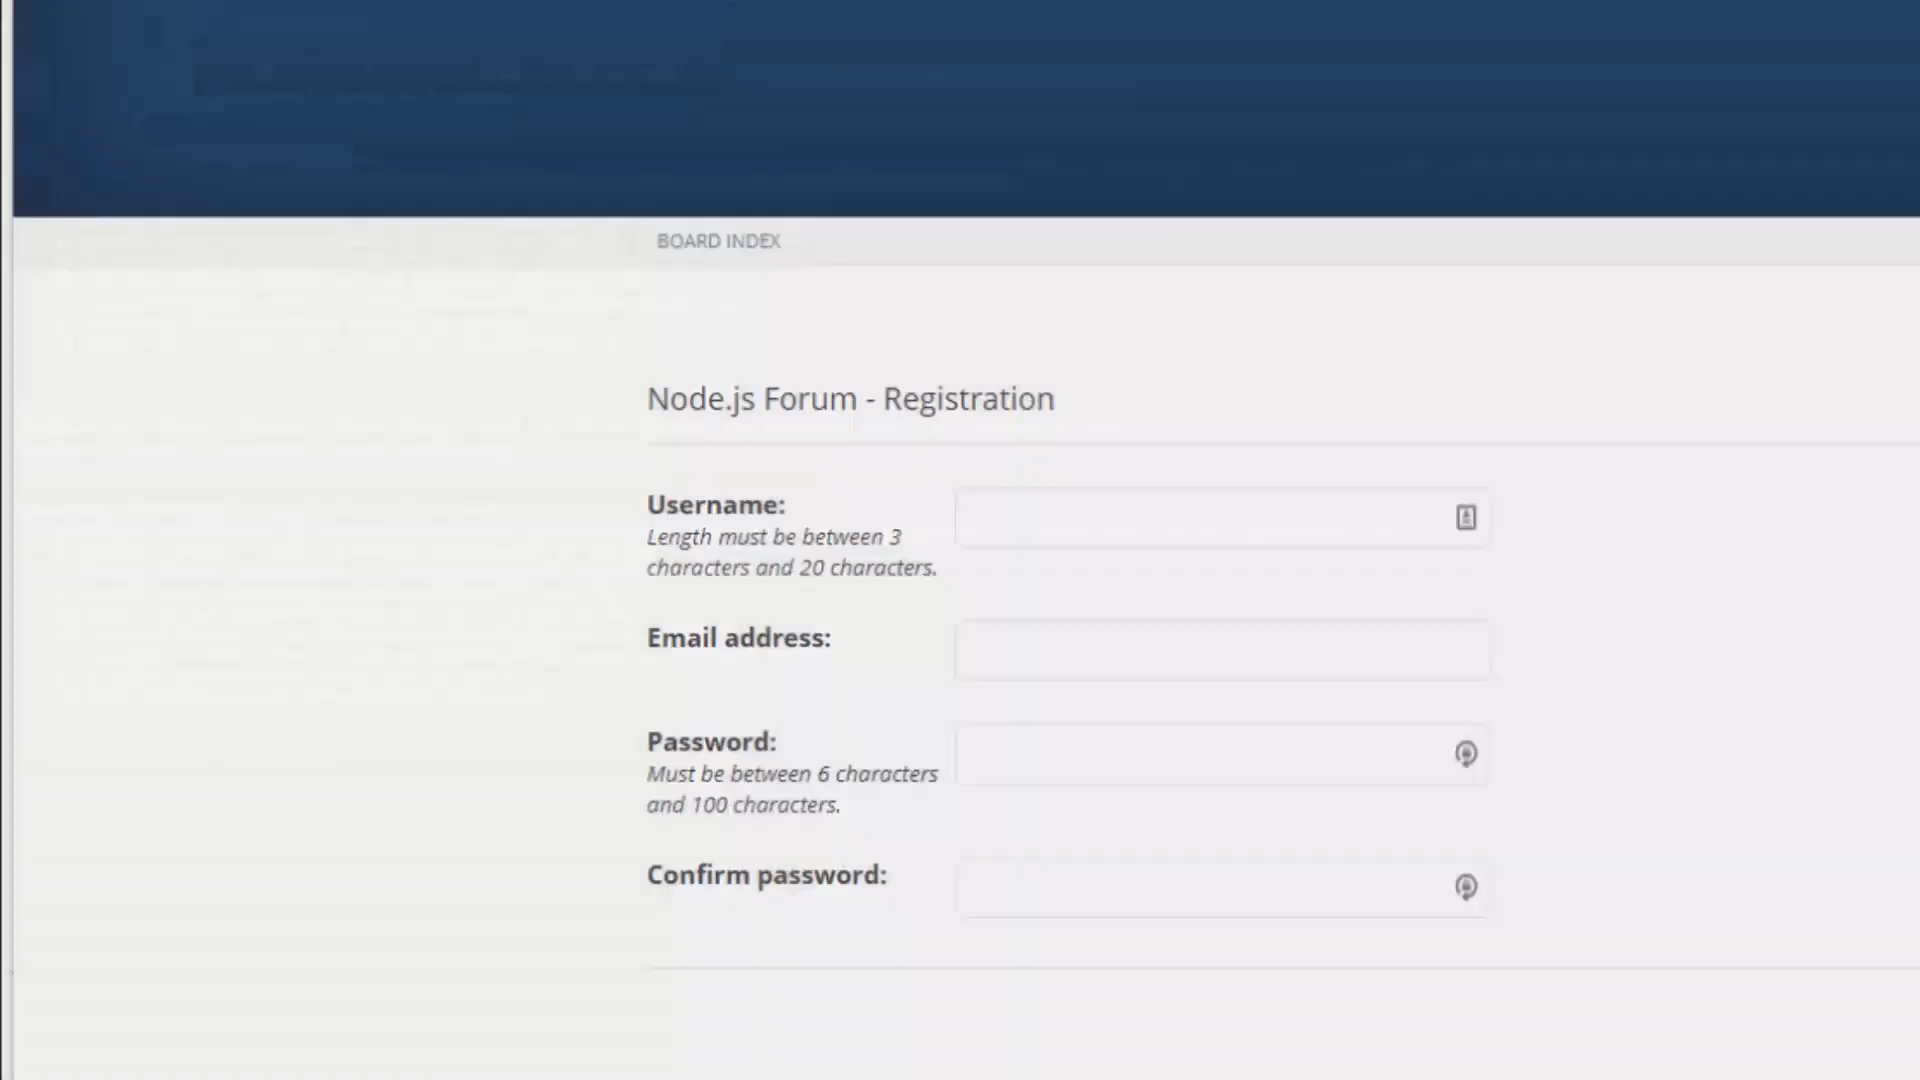 BOARD INDEX
Node.js Forum - Registration
Username:
Length must be between 3
characters and 20 characters.
Email address:
Password:
Must be between 6 characters
and 100 characters.
Confirm password: